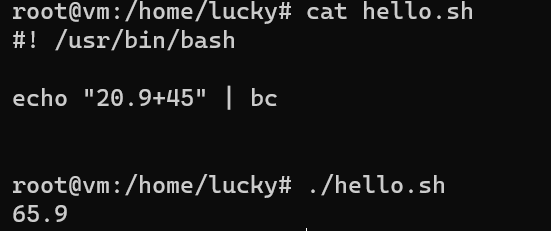 root@vm:/home/lucky# cat hello.sh
#! /usr/bin/bash
echo "20.9+45" | bc
root@vm:/home/lucky# ./hello.sh
65.9